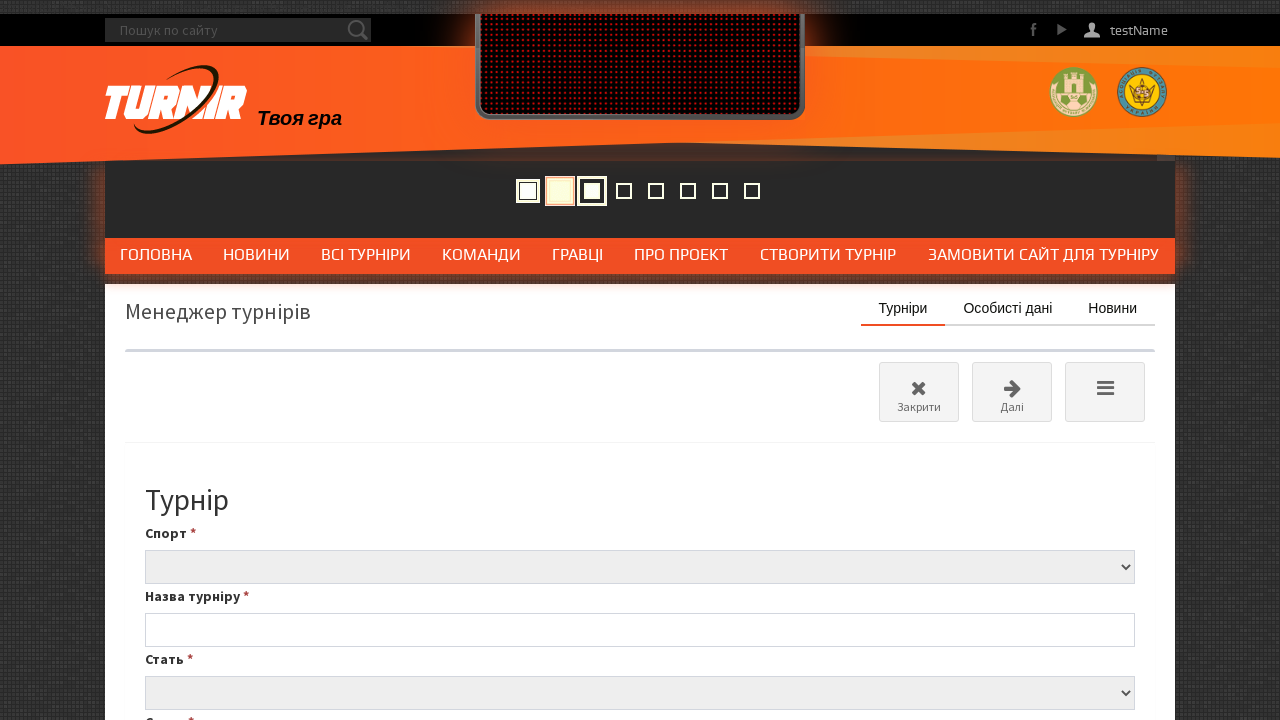 Пошук по сайту
testName
TURNIR
Твоя гра
ГОЛОВНА НОВИНИ ВСІ ТУРНІРИ КОМАНДИ ГРАВЦІ ПРО ПРОЕКТ СТВОРИТИ ТУРНІР ЗАМОВИТИ САЙТ ДЛЯ ТУРНІРУ
Менеджер турнірів
Турніри Особисті дані Новини
Закрити Далі
Турнір
Спорт *
Назва турніру *
Стать *